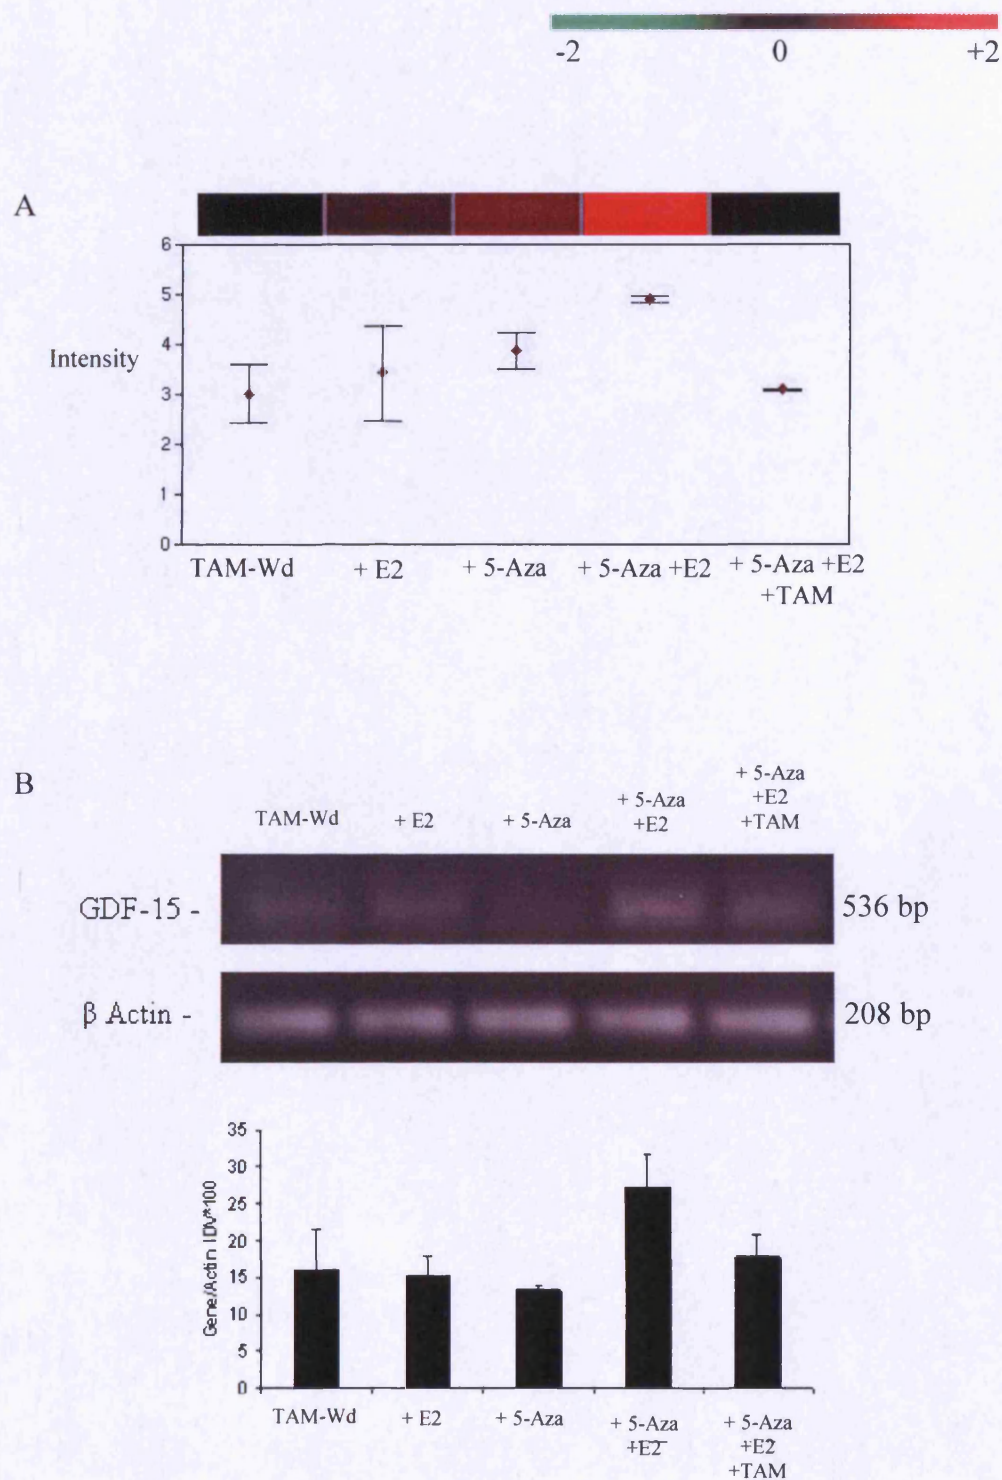 -2 0 +2
A
6
5
4
3
2
1
0
Intensity
TAM-Wd + E2 + 5-Aza + 5-Aza +E2 + 5-Aza +E2
+TAM
B
TAM-Wd + E2 + 5-Aza + 5-Aza
+E2 + 5-Aza
+E2
+TAM
GDF-15 - 536 bp
β Actin - 208 bp
35
30
25
20
15
10
5
0
Gene/Actin IDV*100
TAM-Wd + E2 + 5-Aza + 5-Aza
+E2 + 5-Aza
+E2
+TAM